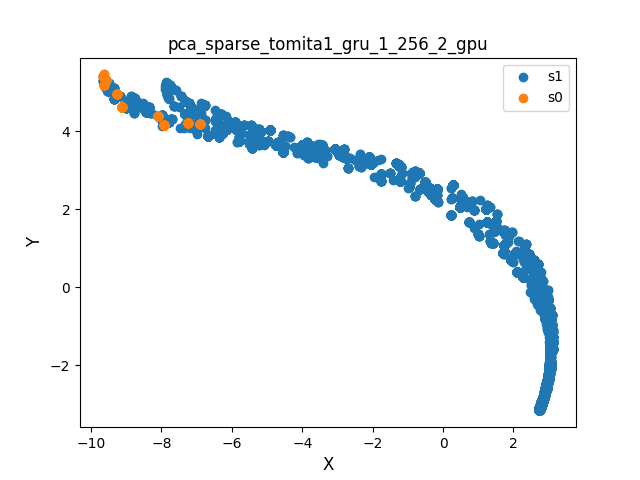 pca_sparse_tomita1_gru_1_256_2_gpu
s1
s0
Y
4
2
0
−2
−10
−8
−6
−4
−2
0
2
X